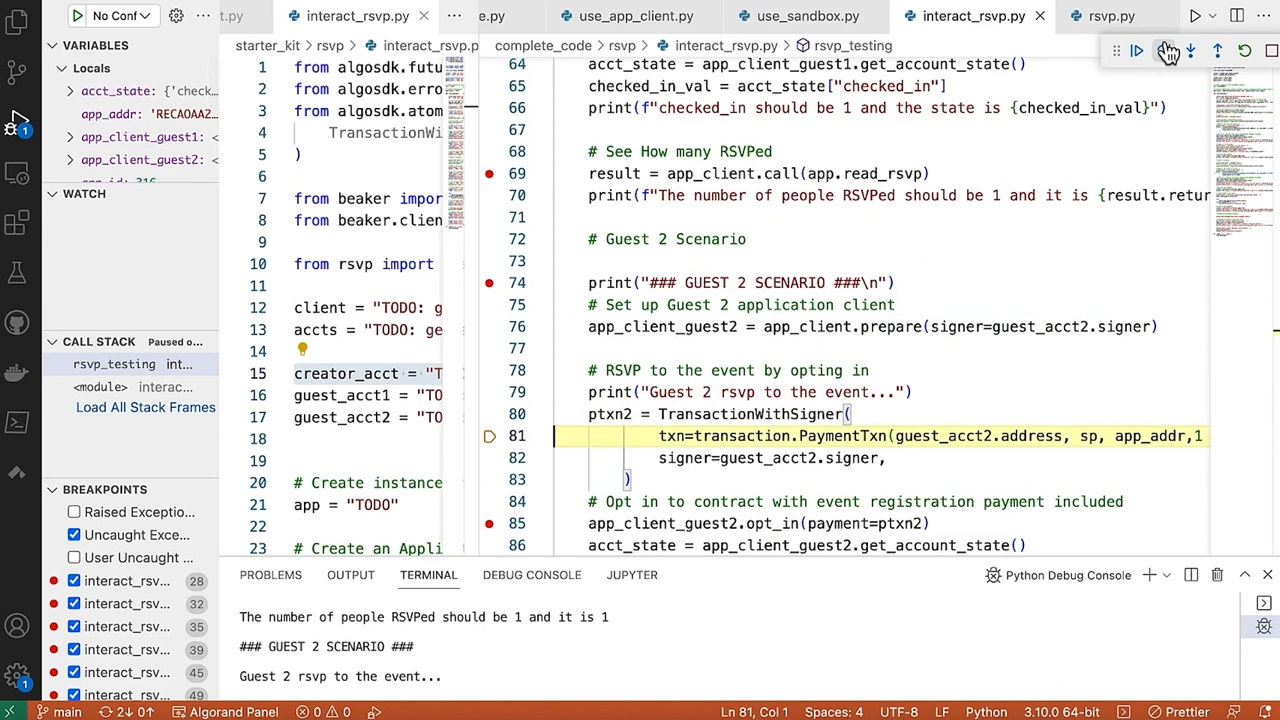 No Conf
t.py
interact_rsvp.py
e.py
use_app_client.py
use_sandbox.py
interact_rsvp.py
rsvp.py
VARIABLES
Locals
acct_state: {'check...
app_addr: 'RECAOAAZ...
app_client_guest1: <
app_client_guest2: <
WATCH
CALL STACK Paused o...
rsvp_testing int...
<module> interac...
Load All Stack Frames
BREAKPOINTS
Raised Exceptio...
Uncaught Exce...
User Uncaught ...
interact_rsv... 28
interact_rsv... 32
interact_rsv... 35
interact_rsv... 39
interact_rsv... 45
interact_rsv... 49
starter_kit rsvp interact_rsvp.p
1 from algosdk.futu
2 from algosdk.erro
3 from algosdk.atom
4 TransactionWi
5 )
6
7 from beaker impor
8 from beaker.clien
9
10 from rsvp import
11
12 client = "TODO: g
13 accts = "TODO: ge
14
15 creator_acct = "T
16 guest_acct1 = "TO
17 guest_acct2 = "TO
18
19
20 # Create instance
21 app = "TODO"
22
23 # Create an Appli
complete_code rsvp interact_rsvp.py rsvp_testing
64 acct_state = app_client_guest1.get_account_state()
65 checked_in_val = acct_state["checked_in"]
66 print(f"checked_in should be 1 and the state is {checked_in_val}")
67
68 # See How many RSVPed
69 result = app_client.call(app.read_rsvp)
70 print(f"The number of people RSVPed should be 1 and it is {result.retur
71
72 # Guest 2 Scenario
73
74 print("### GUEST 2 SCENARIO ###\n")
75 # Set up Guest 2 application client
76 app_client_guest2 = app_client.prepare(signer=guest_acct2.signer)
77
78 # RSVP to the event by opting in
79 print("Guest 2 rsvp to the event...")
80 ptxn2 = TransactionWithSigner(
81 txn=transaction.PaymentTxn(guest_acct2.address, sp, app_addr,1
82 signer=guest_acct2.signer,
83 )
84 # Opt in to contract with event registration payment included
85 app_client_guest2.opt_in(payment=ptxn2)
86 acct_state = app_client_guest2.get_account_state()
PROBLEMS OUTPUT TERMINAL DEBUG CONSOLE JUPYTER
Python Debug Console
The number of people RSVPed should be 1 and it is 1
### GUEST 2 SCENARIO ###
Guest 2 rsvp to the event...
1
1
main 2↓ 0↑ Algorand Panel 0 0
Ln 81, Col 1 Spaces: 4 UTF-8 LF Python 3.10.0 64-bit Prettier